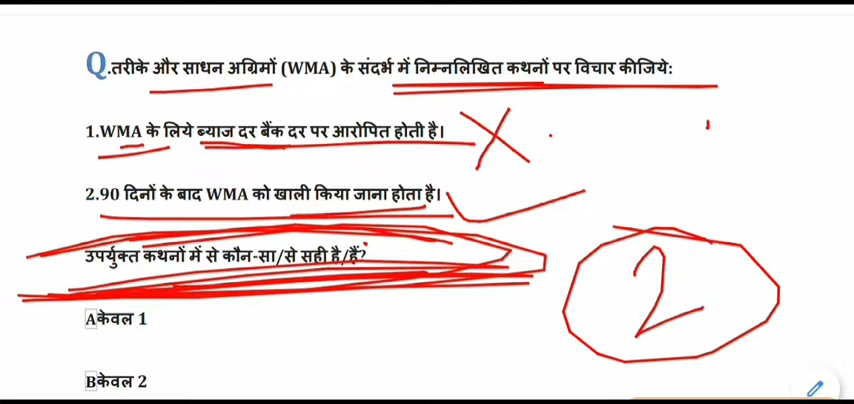 Q.तरीके और साधन अग्रिमों (WMA) के संदर्भ में निम्नलिखित कथनों पर विचार कीजिये:
1.WMA के लिये ब्याज दर बैंक दर पर आरोपित होती है।
2.90 दिनों के बाद WMA को खाली किया जाना होता है।
उपर्युक्त कथनों में से कौन-सा/से सही है/हैं?
2
Aकेवल 1
Bकेवल 2